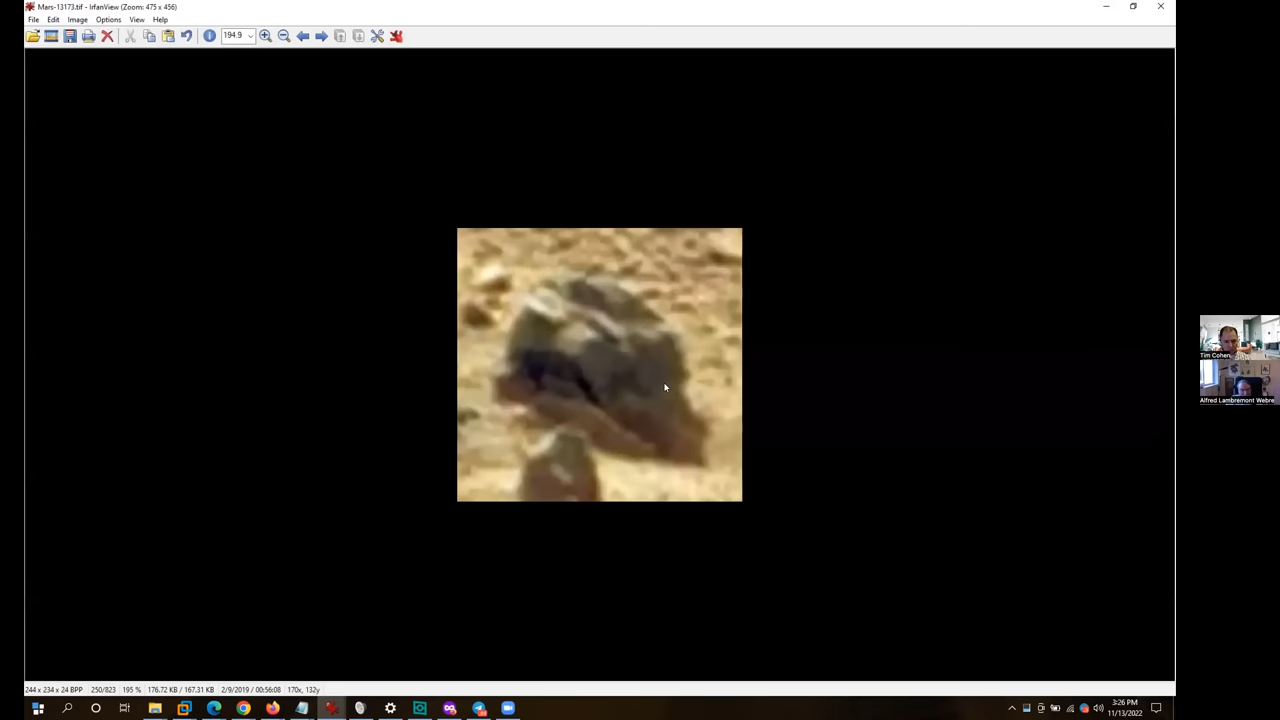 Mars-13173.tif - IrfanView (Zoom: 475 x 456)
File Edit Image Options View Help
194.9
Tim Cohen
Alfred Lambremont Webre
244 x 234 x 24 BPP 250/823 195 % 176.72 KB / 167.31 KB 2/9/2019 / 00:56:08 170x, 132y
3:26 PM
11/13/2022